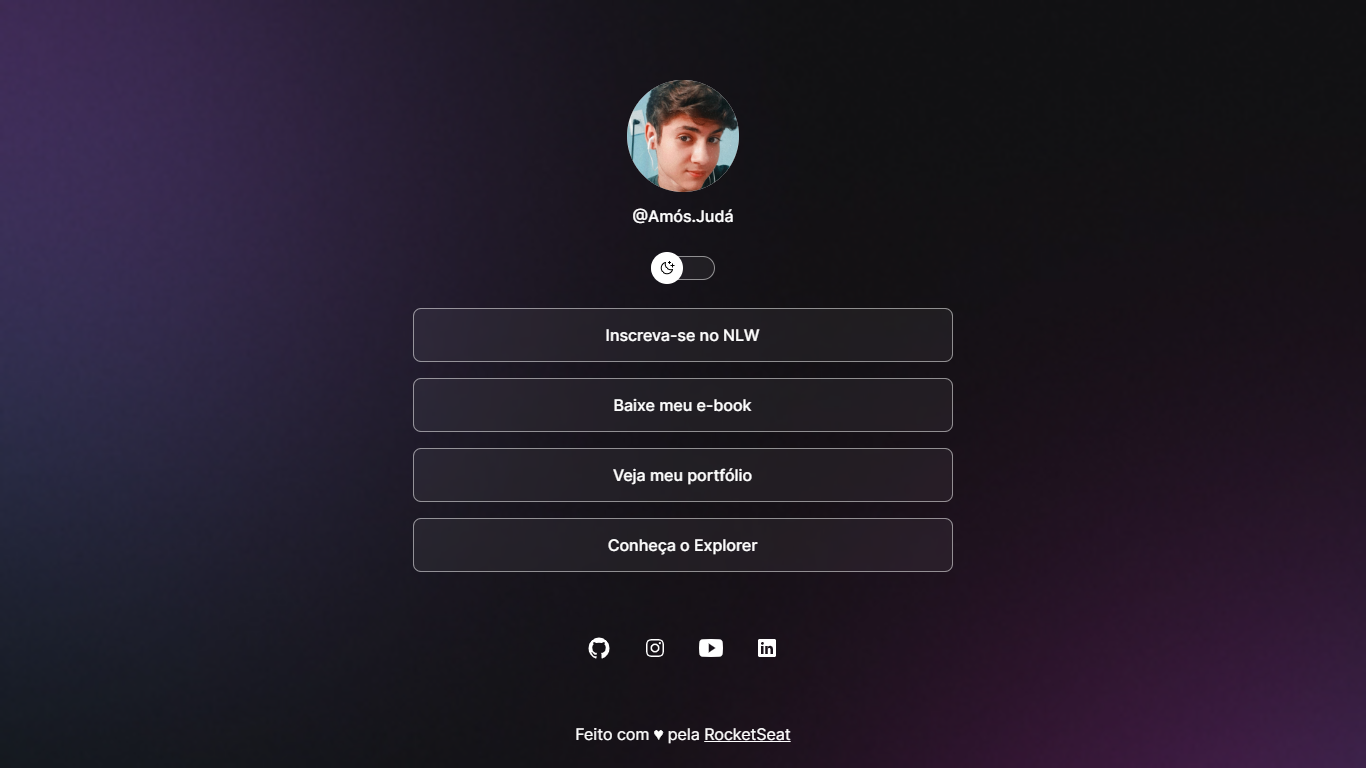 @Amós.Judá
Inscreva-se no NLW
Baixe meu e-book
Veja meu portfólio
Conheça o Explorer
Feito com ♥ pela RocketSeat